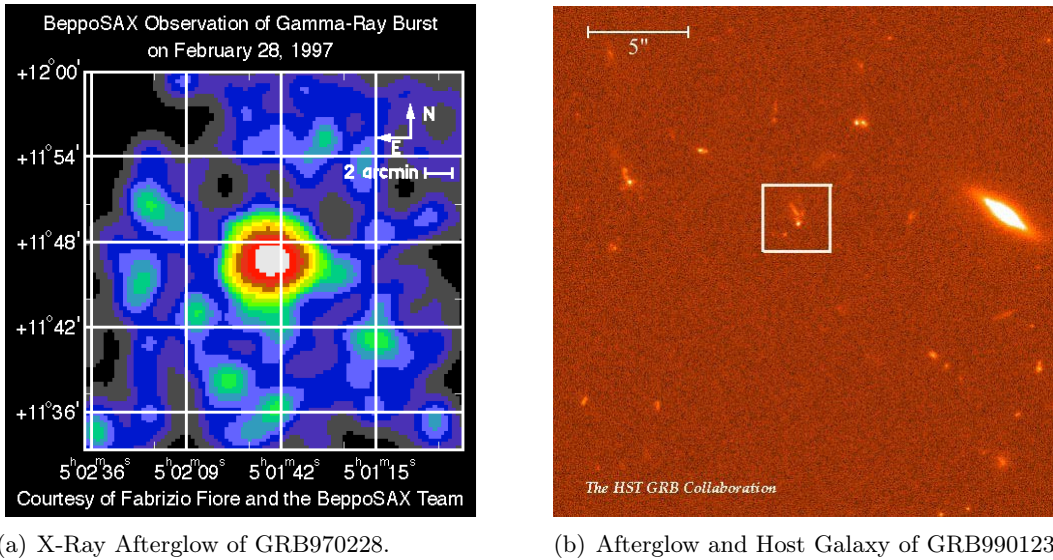 BeppoSAX Observation of Gamma-Ray Burst
on February 28, 1997
+12°00'
N
E
+11°54'
2 arcmin
+11°48'
+11°42'
+11°36'
5h02m36s 5h02m09s 5h01m42s 5h01m15s
Courtesy of Fabrizio Fiore and the BeppoSAX Team
5"
The HST GRB Collaboration
(a) X-Ray Afterglow of GRB970228.
(b) Afterglow and Host Galaxy of GRB990123